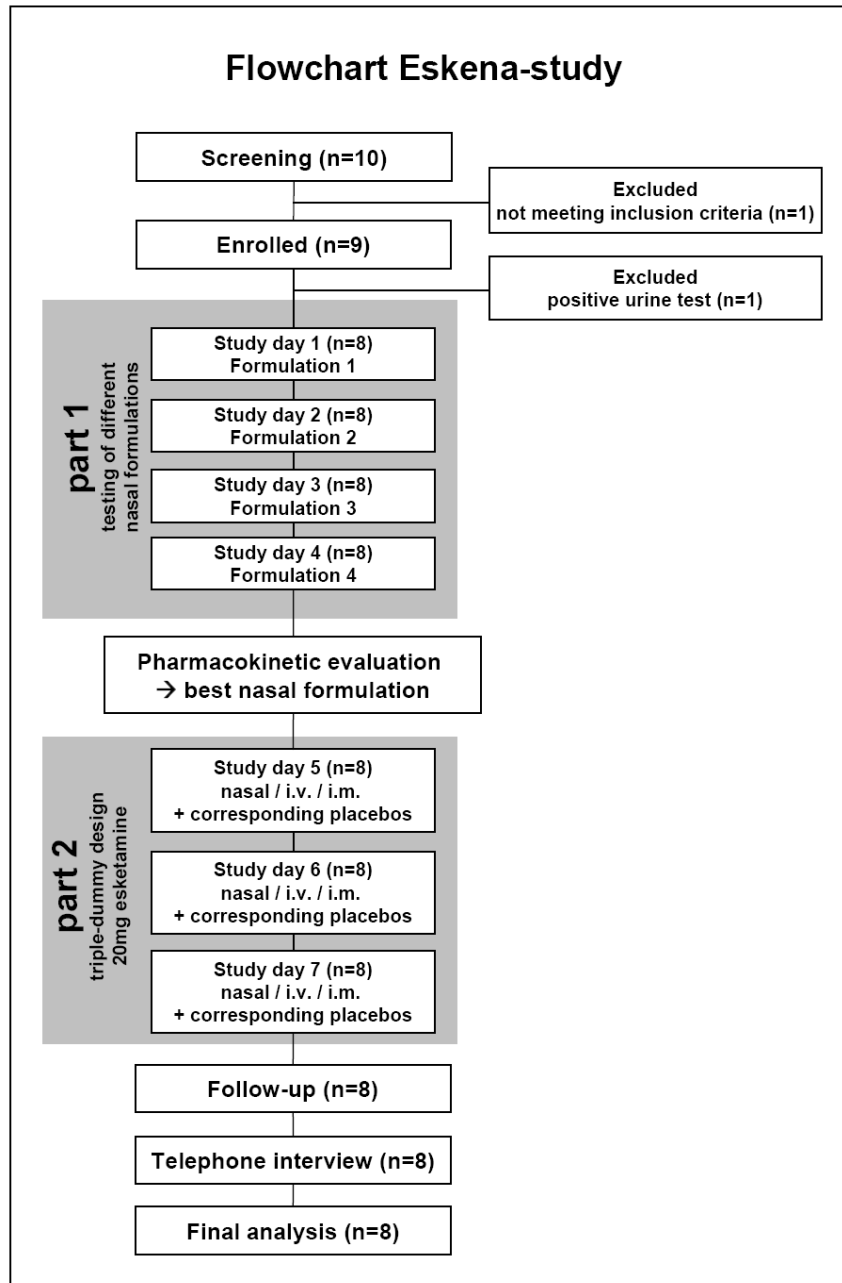 Flowchart Eskena-study
Screening (n=10)
Excluded
not meeting inclusion criteria (n=1)
Enrolled (n=9)
Excluded
positive urine test (n=1)
part 1
testing of different
nasal formulations
Study day 1 (n=8)
Formulation 1
Study day 2 (n=8)
Formulation 2
Study day 3 (n=8)
Formulation 3
Study day 4 (n=8)
Formulation 4
Pharmacokinetic evaluation
→ best nasal formulation
part 2
triple-dummy design
20mg esketamine
Study day 5 (n=8)
nasal / i.v. / i.m.
+ corresponding placebos
Study day 6 (n=8)
nasal / i.v. / i.m.
+ corresponding placebos
Study day 7 (n=8)
nasal / i.v. / i.m.
+ corresponding placebos
Follow-up (n=8)
Telephone interview (n=8)
Final analysis (n=8)